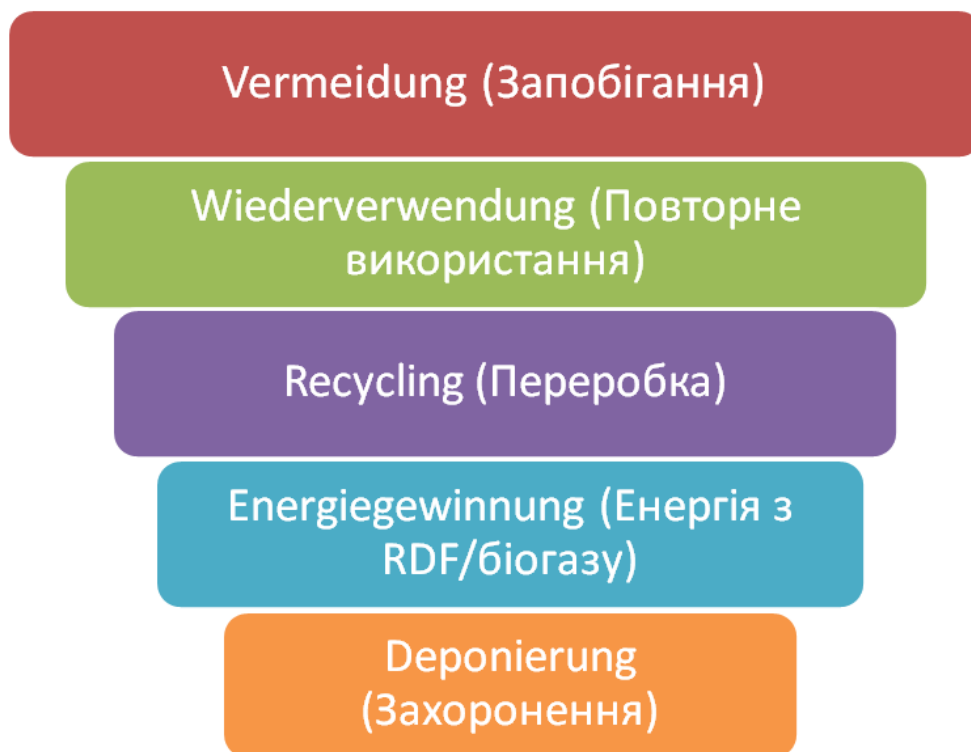 Vermeidung (Запобігання)
Wiederverwendung (Повторне
використання)
Recycling (Переробка)
Energiegewinnung (Енергія з
RDF/біогазу)
Deponierung
(Захоронення)